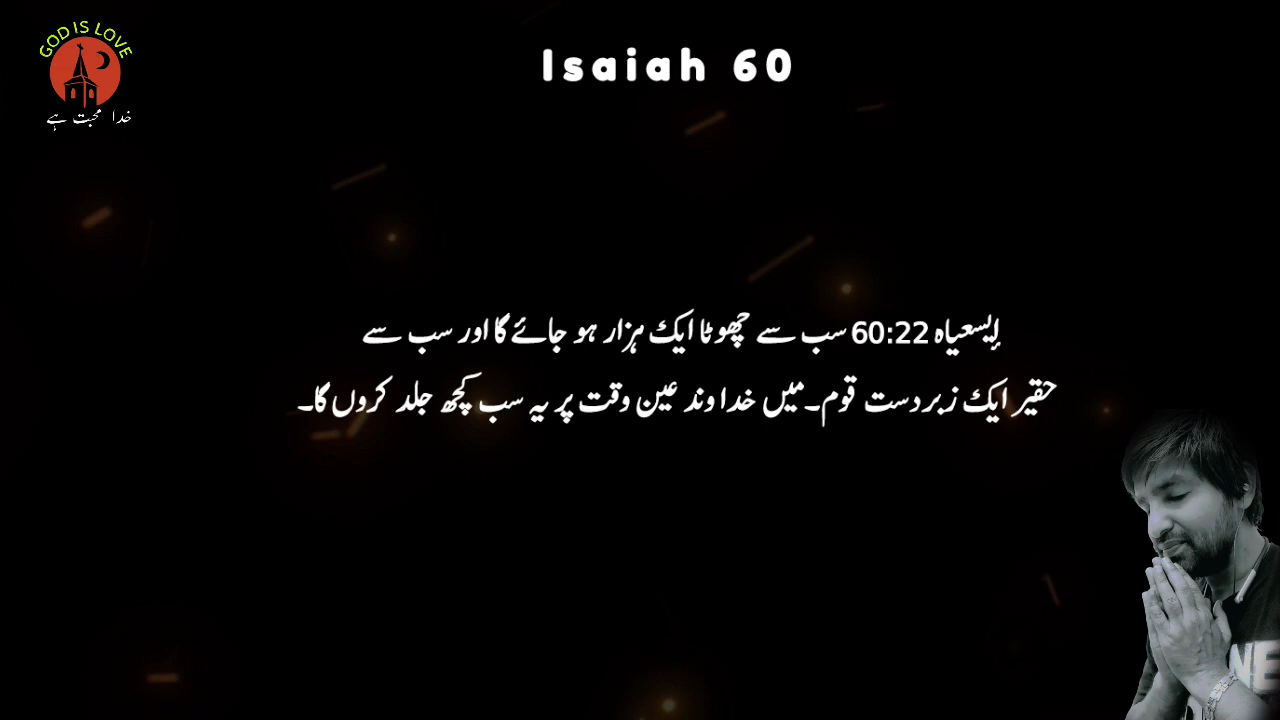 GOD IS LOVE
خدا محبت ہے
Isaiah 60
یسعیاہ 60:22 سب سے چھوٹا ایک ہزار ہو جائے گا اور سب سے
حقیر ایک زبردست قوم۔میں خداوند عین وقت پر یہ سب کچھ جلد کروں گا۔
NE